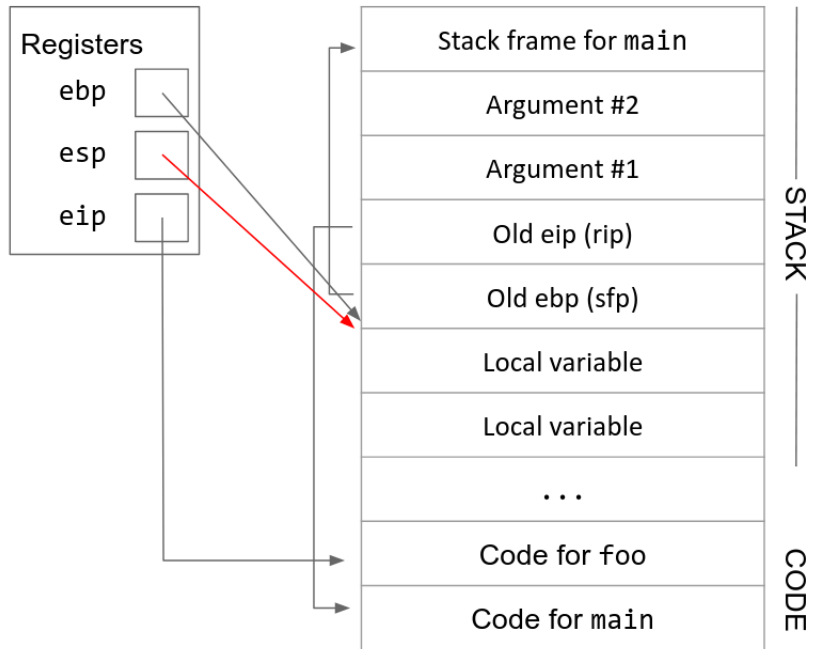 Registers
ebp
esp
eip
Stack frame for main
Argument #2
Argument #1
Old eip (rip)
Old ebp (sfp)
Local variable
Local variable
...
Code for foo
Code for main
STACK
CODE